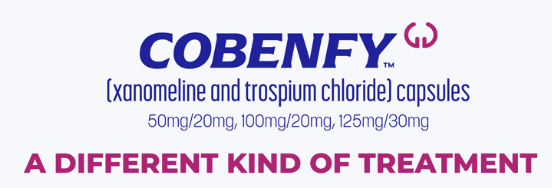 COBENFY™
(xanomeline and trospium chloride) capsules
50mg/20mg, 100mg/20mg, 125mg/30mg
A DIFFERENT KIND OF TREATMENT